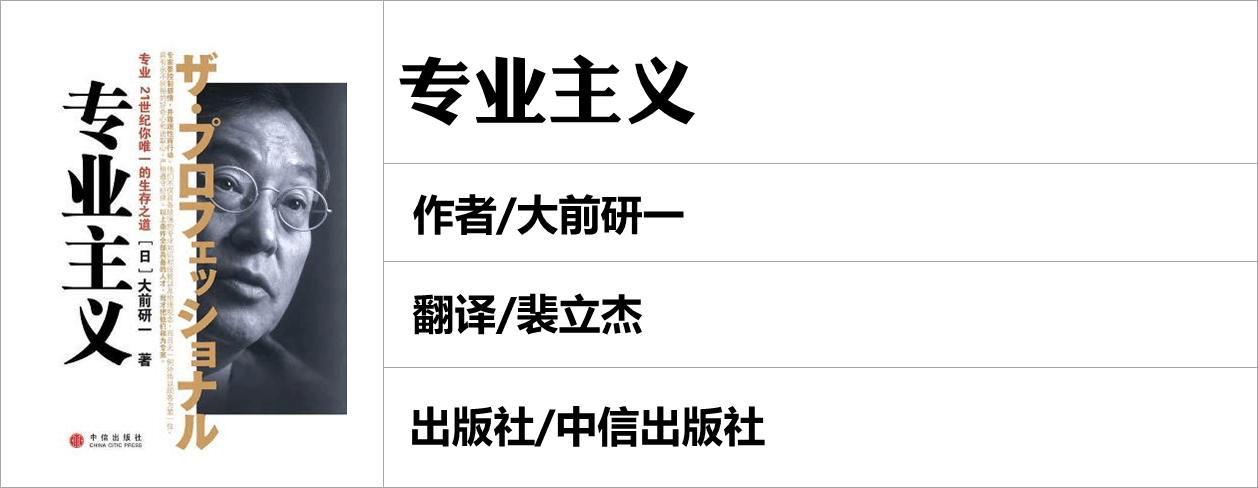 专业主义
专业 21世纪你唯一的生存之道
[日]大前研一 著
ザ・プロフェッショナル
中信出版社
CHINA CITIC PRESS
专业主义
作者/大前研一
翻译/裴立杰
出版社/中信出版社